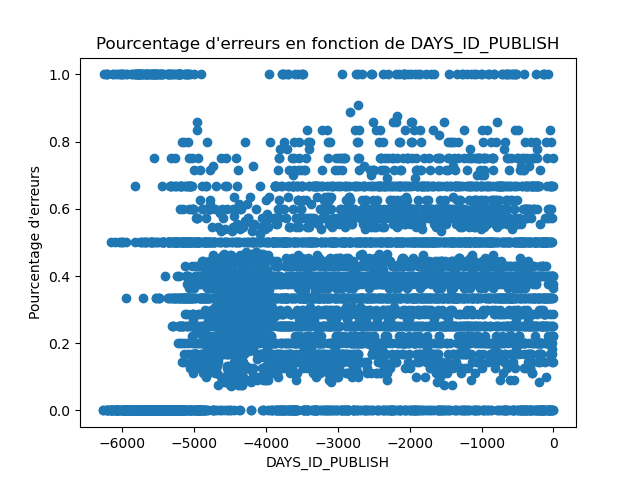 Pourcentage d'erreurs en fonction de DAYS_ID_PUBLISH
1.0
0.8
0.6
0.4
0.2
0.0
Pourcentage d'erreurs
−6000 −5000 −4000 −3000 −2000 −1000 0
DAYS_ID_PUBLISH